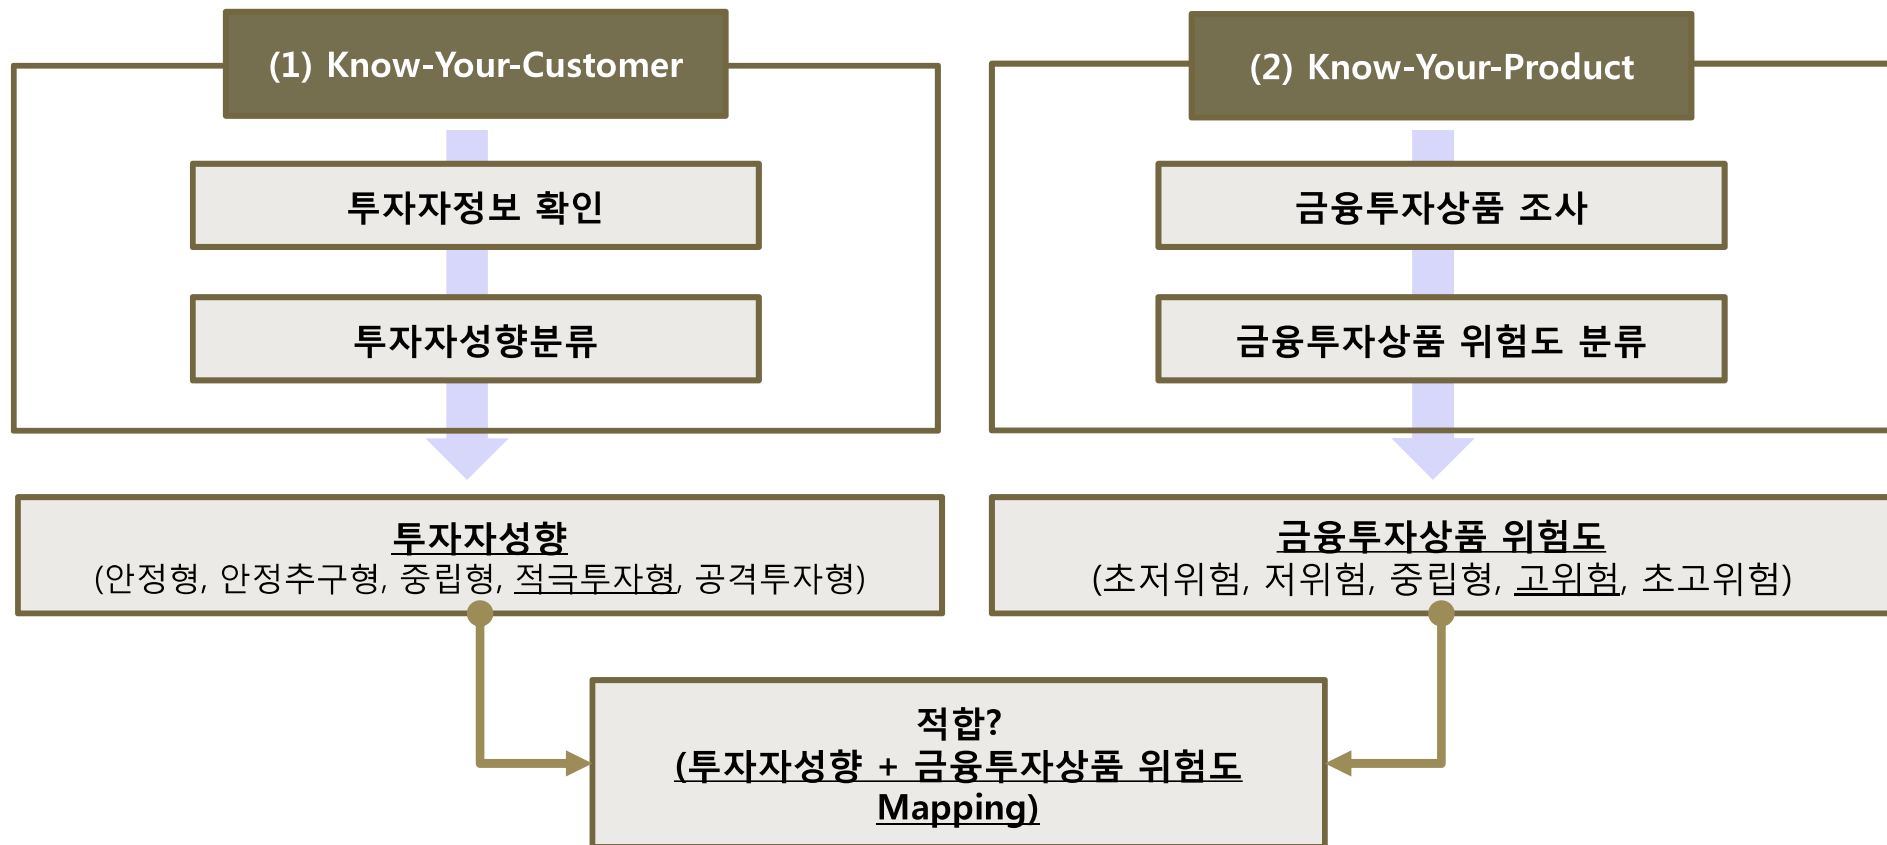 (1) Know-Your-Customer
투자자정보 확인
투자자성향분류
투자자성향
(안정형, 안정추구형, 중립형, 적극투자형, 공격투자형)
(2) Know-Your-Product
금융투자상품 조사
금융투자상품 위험도 분류
금융투자상품 위험도
(초저위험, 저위험, 중립형, 고위험, 초고위험)
적합?
(투자자성향 + 금융투자상품 위험도
Mapping)